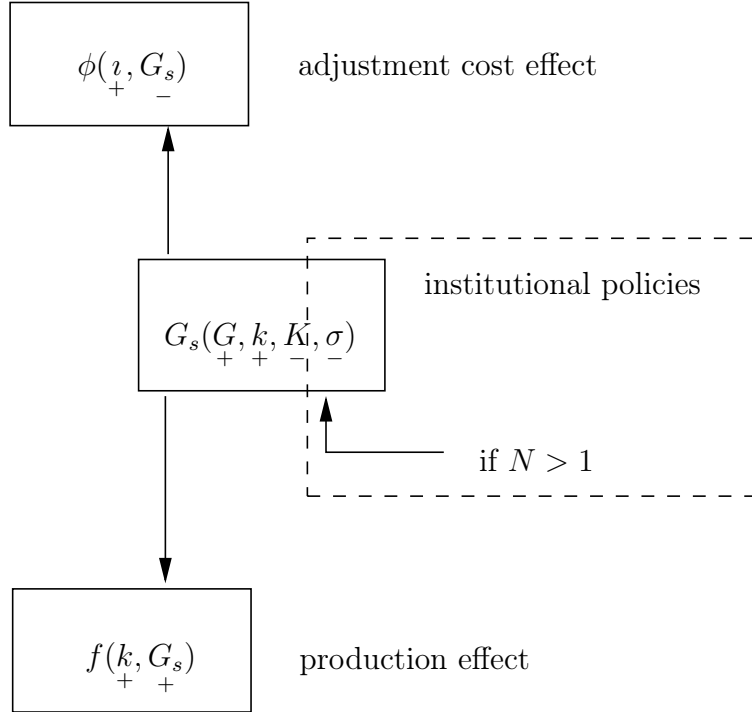 ϕ(ı, G_s) adjustment cost effect
+ −
institutional policies
G_s(G, k, K, σ)
+ + − −
if N > 1
f(k, G_s) production effect
+ +